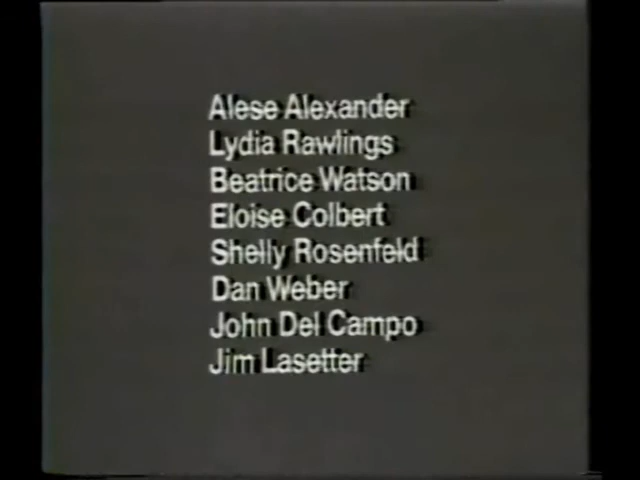 Alese Alexander
Lydia Rawlings
Beatrice Watson
Eloise Colbert
Shelly Rosenfeld
Dan Weber
John Del Campo
Jim Lasetter